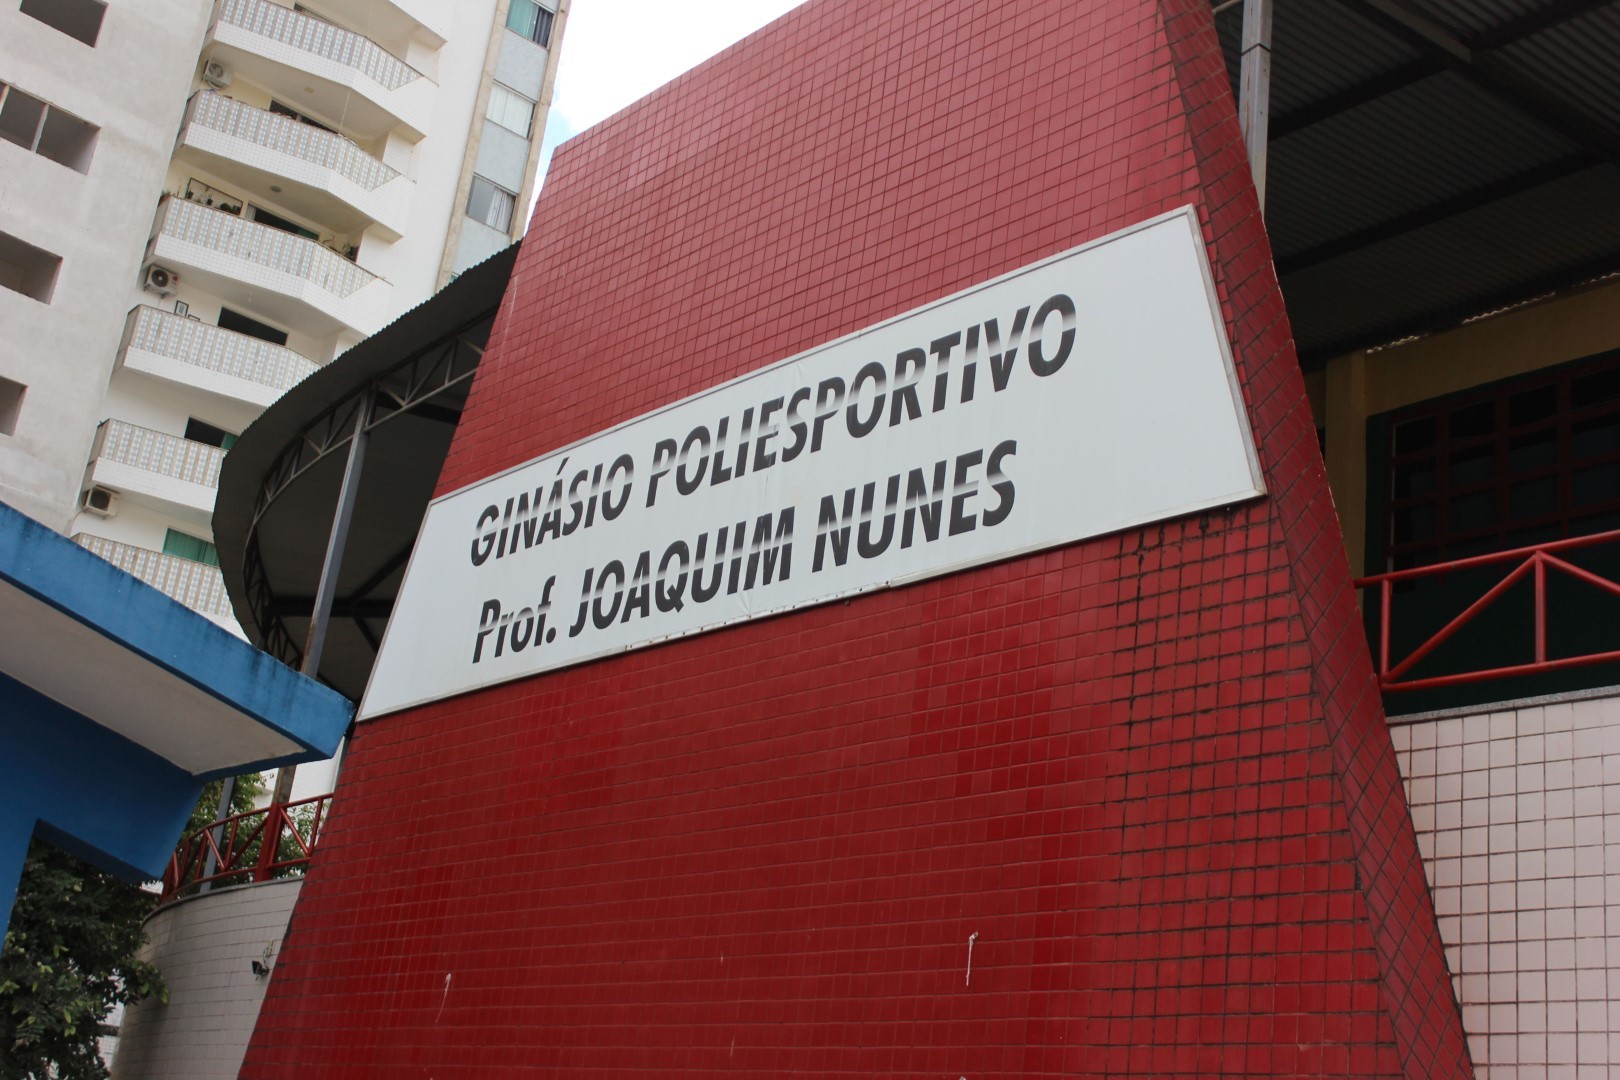 GINÁSIO POLIESPORTIVO
Prof. JOAQUIM NUNES